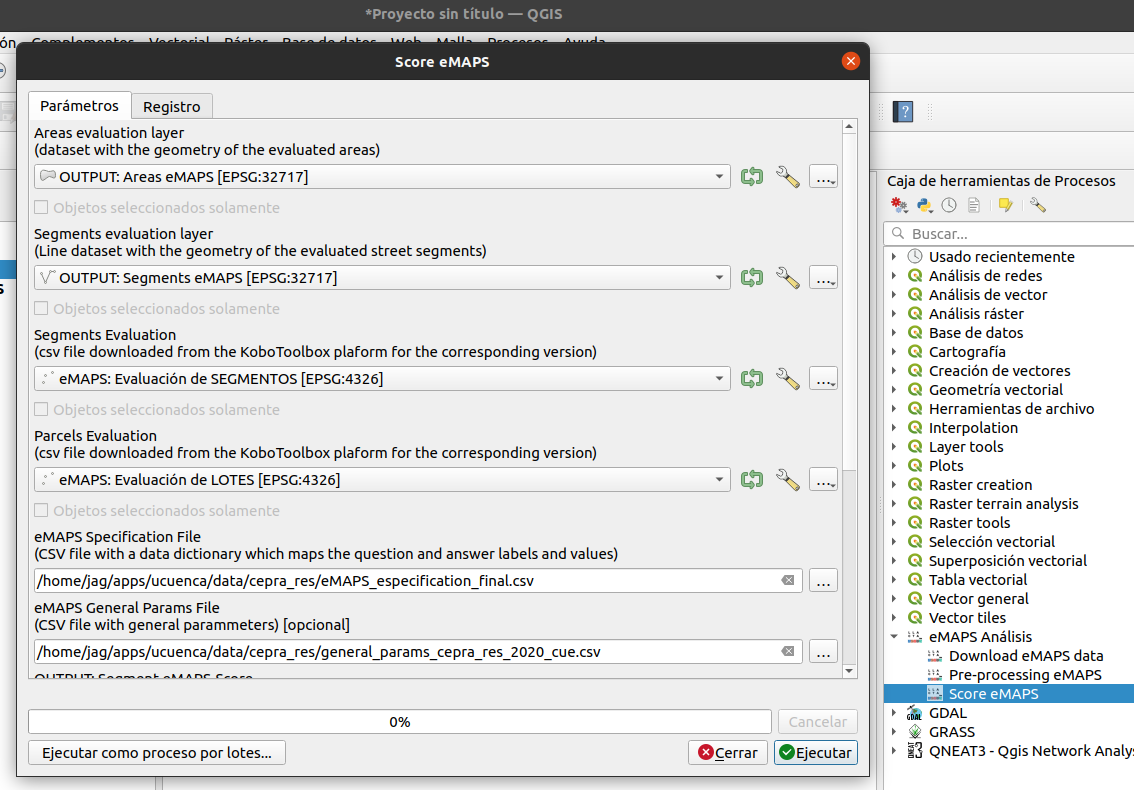 *Proyecto sin título — QGIS
ón Complementos Vectorial Ráster Base de datos Web Malla Procesos Ayuda
Score eMAPS
Parámetros
Registro
Areas evaluation layer
(dataset with the geometry of the evaluated areas)
OUTPUT: Areas eMAPS [EPSG:32717]
...
Objetos seleccionados solamente
Segments evaluation layer
(Line dataset with the geometry of the evaluated street segments)
OUTPUT: Segments eMAPS [EPSG:32717]
...
Objetos seleccionados solamente
Segments Evaluation
(csv file downloaded from the KoboToolbox plaform for the corresponding version)
eMAPS: Evaluación de SEGMENTOS [EPSG:4326]
...
Objetos seleccionados solamente
Parcels Evaluation
(csv file downloaded from the KoboToolbox plaform for the corresponding version)
eMAPS: Evaluación de LOTES [EPSG:4326]
...
Objetos seleccionados solamente
eMAPS Specification File
(CSV file with a data dictionary which maps the question and answer labels and values)
/home/jag/apps/ucuenca/data/cepra_res/eMAPS_especification_final.csv
...
eMAPS General Params File
(CSV file with general parammeters) [opcional]
/home/jag/apps/ucuenca/data/cepra_res/general_params_cepra_res_2020_cue.csv
...
OUTPUT: Segment eMAPS Score
0%
Cancelar
Ejecutar como proceso por lotes...
Cerrar
Ejecutar
Caja de herramientas de Procesos
Buscar...
Usado recientemente
Análisis de redes
Análisis de vector
Análisis ráster
Base de datos
Cartografía
Creación de vectores
Geometría vectorial
Herramientas de archivo
Interpolation
Layer tools
Plots
Raster creation
Raster terrain analysis
Raster tools
Selección vectorial
Superposición vectorial
Tabla vectorial
Vector general
Vector tiles
eMAPS Análisis
Download eMAPS data
Pre-processing eMAPS
Score eMAPS
GDAL
GRASS
QNEAT3 - Qgis Network Analys